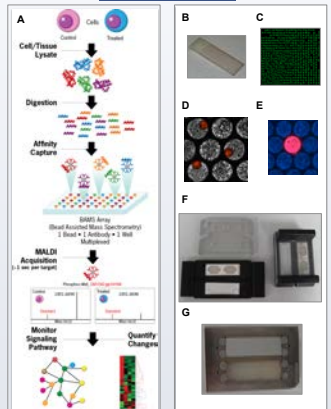 A
Cells
Control
Treated
Cell/Tissue
Lysate
Digestion
Affinity
Capture
BAMS Array
(Bead Assisted Mass Spectrometry)
1 Bead = 1 Antibody = 1 Well
Multiplexed
MALDI
Acquisition
(~1 sec per target)
Control
Treated
Monitor
Signaling
Pathway
Quantify
Changes
B
C
D
E
F
G